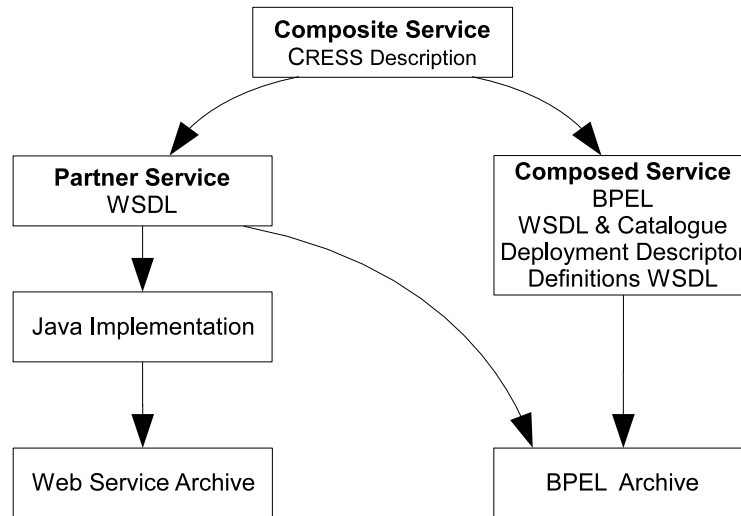 Composite Service
CRESS Description
Partner Service
WSDL
Composed Service
BPEL
WSDL & Catalogue
Deployment Descriptor
Definitions WSDL
Java Implementation
Web Service Archive
BPEL Archive